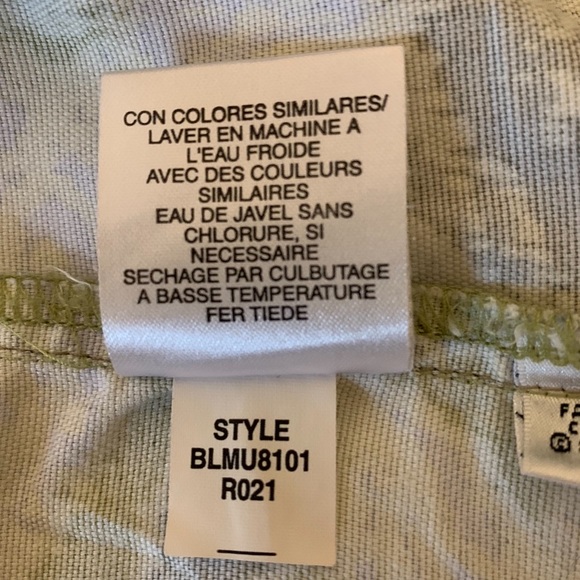 CON COLORES SIMILARES/
LAVER EN MACHINE A
L'EAU FROIDE
AVEC DES COULEURS
SIMILAIRES
EAU DE JAVEL SANS
CHLORURE, SI
NECESSAIRE
SECHAGE PAR CULBUTAGE
A BASSE TEMPERATURE
FER TIEDE
STYLE
BLMU8101
R021